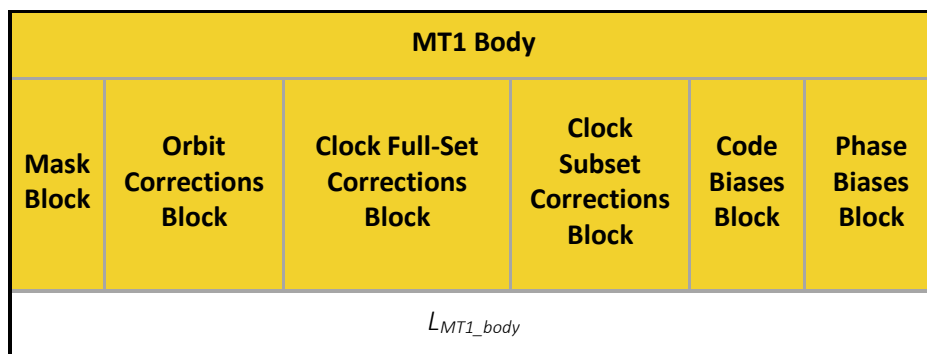 MT1 Body
Mask
Block
Orbit
Corrections
Block
Clock Full-Set
Corrections
Block
Clock
Subset
Corrections
Block
Code
Biases
Block
Phase
Biases
Block
L_MT1_body